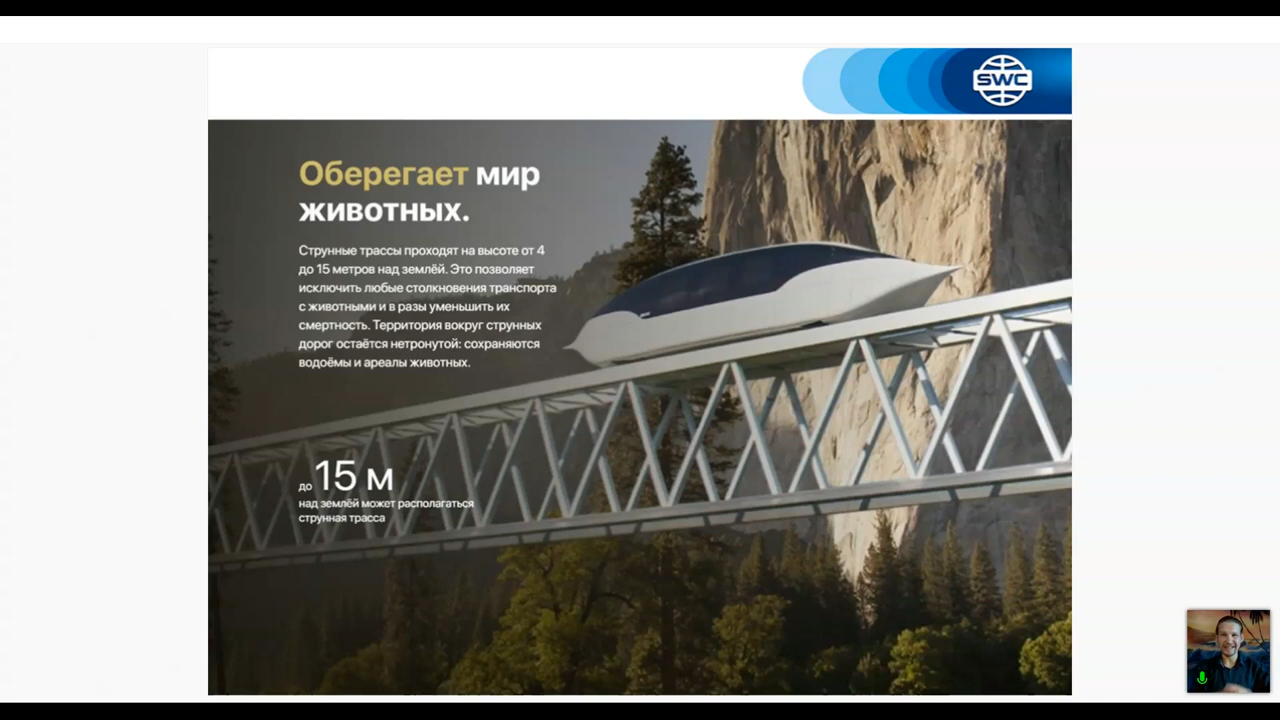 SWC
Оберегает мир
животных.
Струнные трассы проходят на высоте от 4
до 15 метров над землёй. Это позволяет
исключить любые столкновения транспорта
с животными и в разы уменьшить их
смертность. Территория вокруг струнных
дорог остаётся нетронутой: сохраняются
водоёмы и ареалы животных.
до 15 м
над землёй может располагаться
струнная трасса